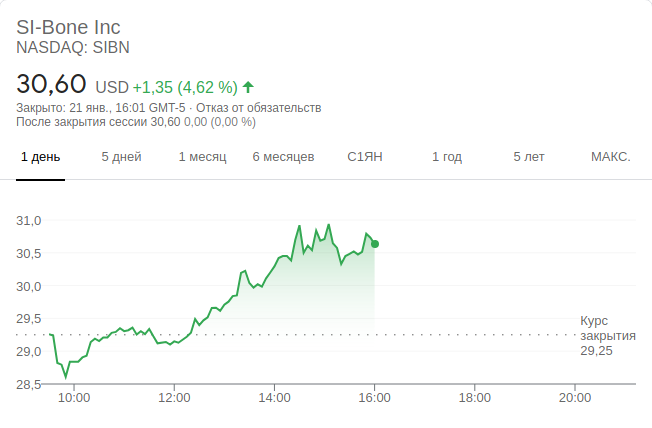 SI-Bone Inc
NASDAQ: SIBN
30,60 USD +1,35 (4,62 %)
Закрыто: 21 янв., 16:01 GMT-5 · Отказ от обязательств
После закрытия сессии 30,60 0,00 (0,00 %)
1 день 5 дней 1 месяц 6 месяцев С1ЯН 1 год 5 лет МАКС.
31,0
30,5
30,0
29,5
29,0
28,5
Курс
закрытия
29,25
10:00 12:00 14:00 16:00 18:00 20:00